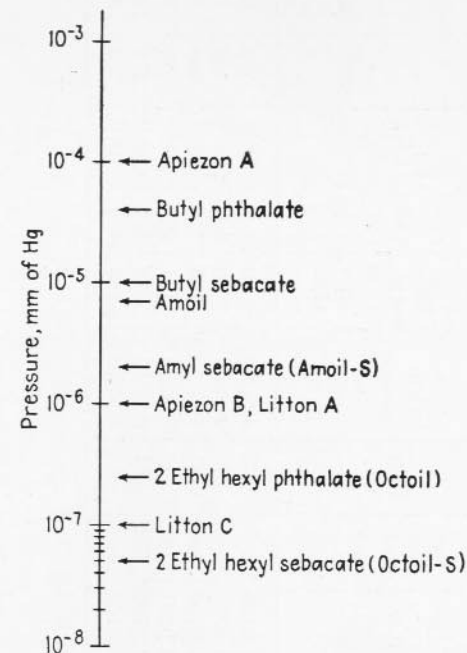 Pressure, mm of Hg
10⁻³
10⁻⁴
Apiezon A
Butyl phthalate
10⁻⁵
Butyl sebacate
Amoil
Amyl sebacate (Amoil-S)
10⁻⁶
Apiezon B, Litton A
2 Ethyl hexyl phthalate (Octoil)
10⁻⁷
Litton C
2 Ethyl hexyl sebacate (Octoil-S)
10⁻⁸